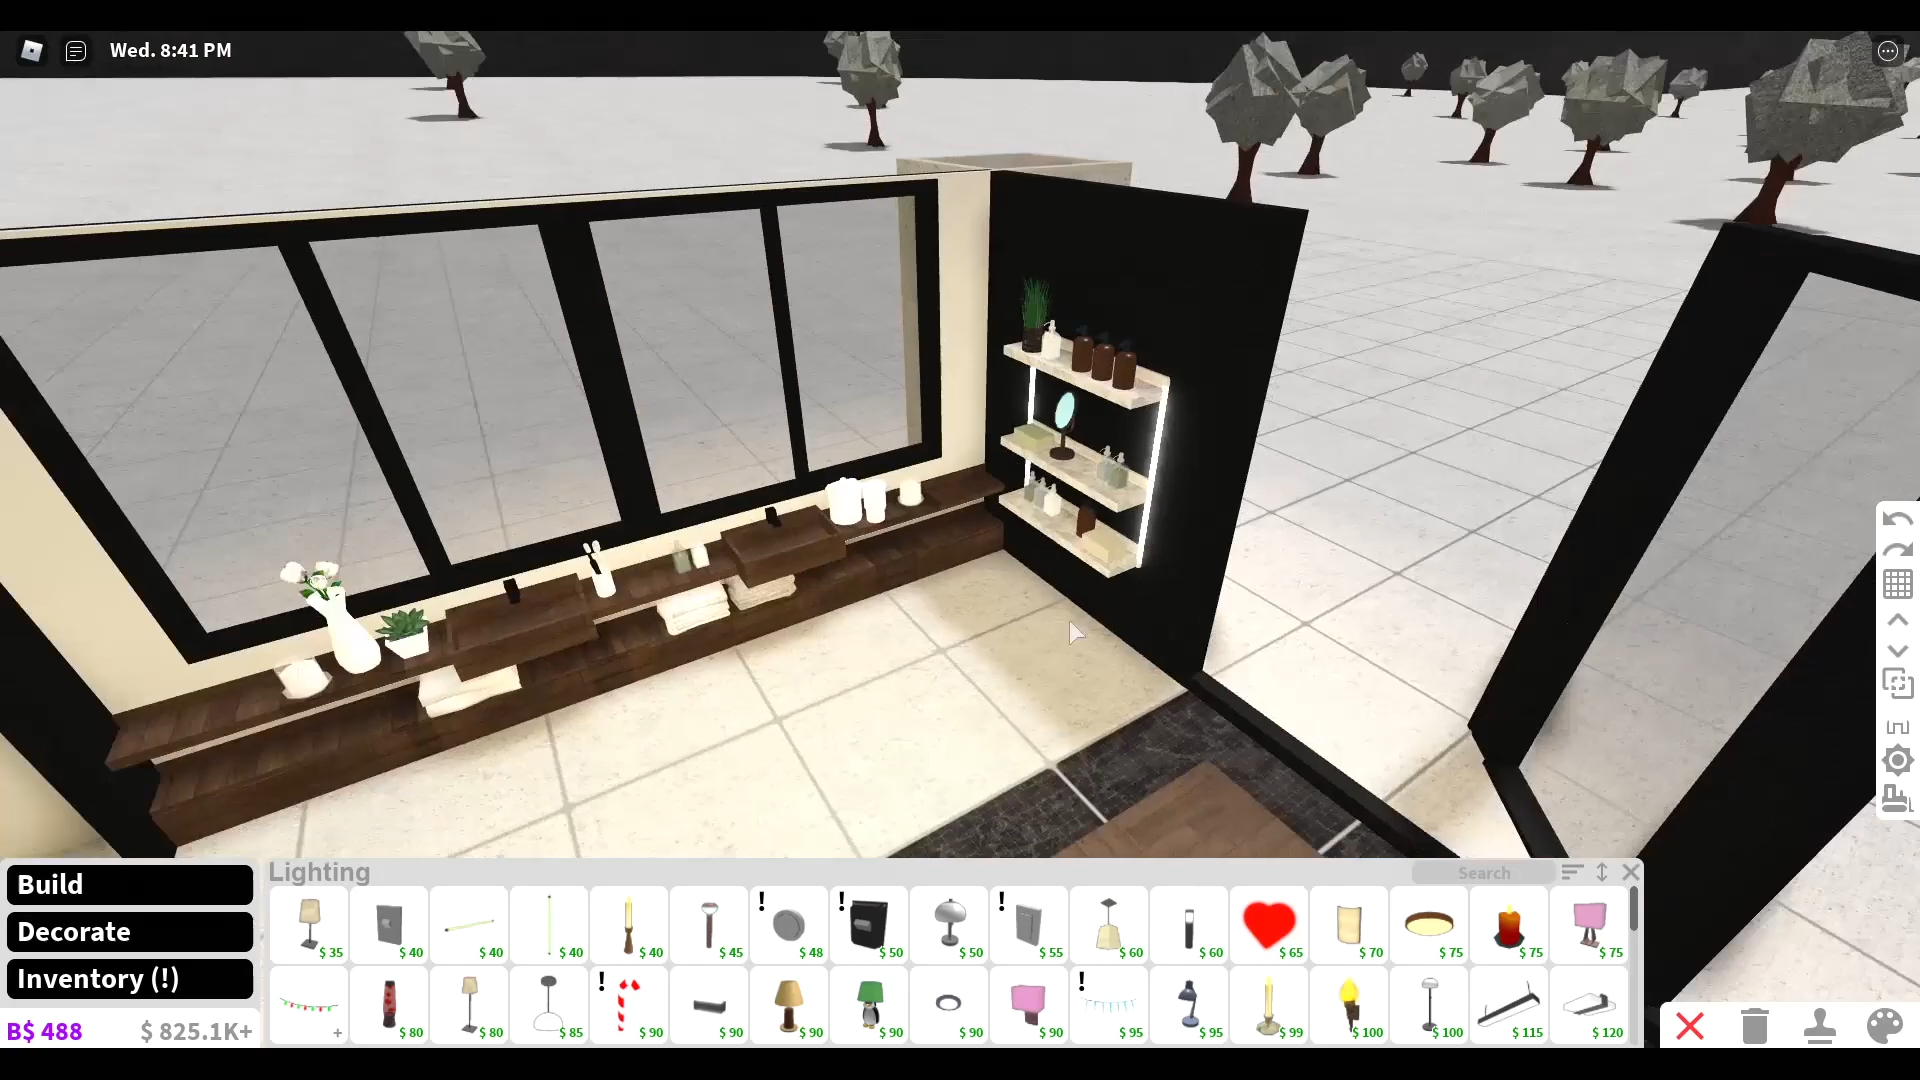 Wed. 8:41 PM
Build
Decorate
Inventory (!)
B$ 488
$ 825.1K+
Lighting
Search
$ 35
$ 40
$ 40
$ 40
$ 40
$ 45
! $ 48
! $ 50
$ 50
! $ 55
$ 60
$ 60
$ 65
$ 70
$ 75
$ 75
$ 75
+
$ 80
$ 80
$ 85
! $ 90
$ 90
$ 90
$ 90
$ 90
$ 90
! $ 95
$ 95
$ 99
$ 100
$ 100
$ 115
$ 120